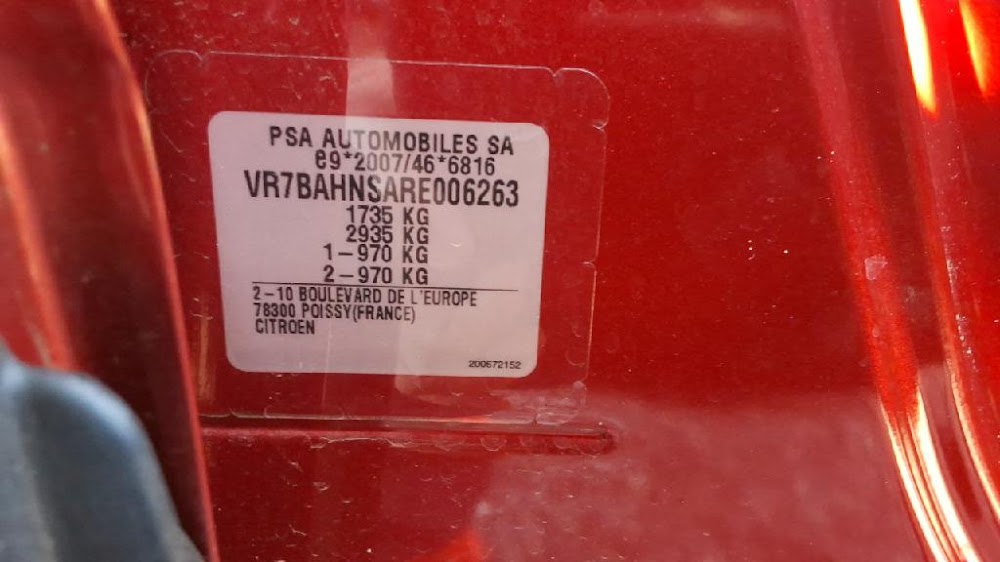 PSA AUTOMOBILES SA
e9*2007/46*6816
VR7BAHNSARE006263
1735 KG
2935 KG
1-970 KG
2-970 KG
2-10 BOULEVARD DE L'EUROPE
78300 POISSY(FRANCE)
CITROEN
200672152